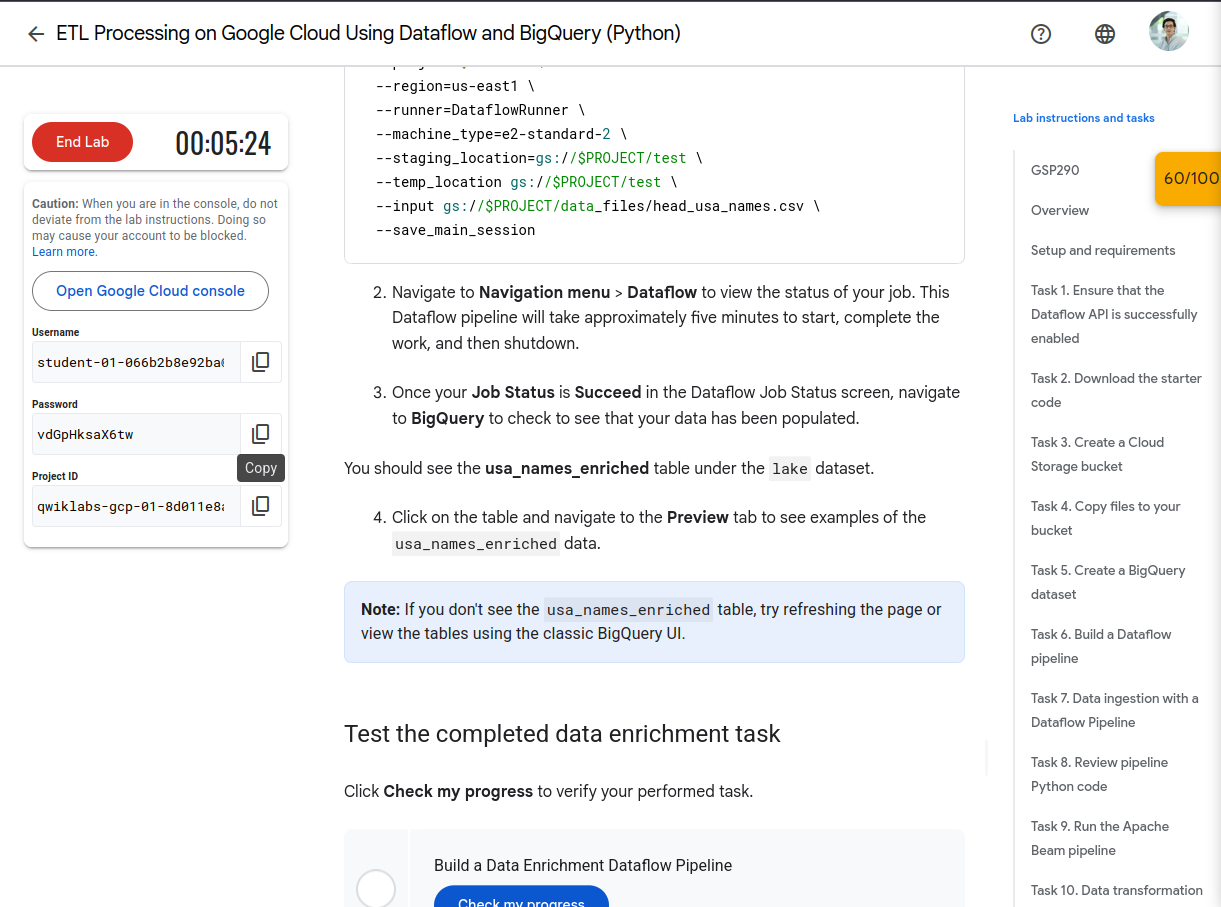 ETL Processing on Google Cloud Using Dataflow and BigQuery (Python)
End Lab
00:05:24
Caution: When you are in the console, do not
deviate from the lab instructions. Doing so
may cause your account to be blocked.
Learn more.
Open Google Cloud console
Username
student-01-066b2b8e92ba
Password
vdGpHksaX6tw
Copy
Project ID
qwiklabs-gcp-01-8d011e8
--region=us-east1 \
--runner=DataflowRunner \
--machine_type=e2-standard-2 \
--staging_location=gs://$PROJECT/test \
--temp_location gs://$PROJECT/test \
--input gs://$PROJECT/data_files/head_usa_names.csv \
--save_main_session
2. Navigate to Navigation menu > Dataflow to view the status of your job. This
Dataflow pipeline will take approximately five minutes to start, complete the
work, and then shutdown.
3. Once your Job Status is Succeed in the Dataflow Job Status screen, navigate
to BigQuery to check to see that your data has been populated.
You should see the usa_names_enriched table under the lake dataset.
4. Click on the table and navigate to the Preview tab to see examples of the
usa_names_enriched data.
Note: If you don't see the usa_names_enriched table, try refreshing the page or
view the tables using the classic BigQuery UI.
Test the completed data enrichment task
Click Check my progress to verify your performed task.
Build a Data Enrichment Dataflow Pipeline
Check my progress
Lab instructions and tasks
60/100
GSP290
Overview
Setup and requirements
Task 1. Ensure that the
Dataflow API is successfully
enabled
Task 2. Download the starter
code
Task 3. Create a Cloud
Storage bucket
Task 4. Copy files to your
bucket
Task 5. Create a BigQuery
dataset
Task 6. Build a Dataflow
pipeline
Task 7. Data ingestion with a
Dataflow Pipeline
Task 8. Review pipeline
Python code
Task 9. Run the Apache
Beam pipeline
Task 10. Data transformation